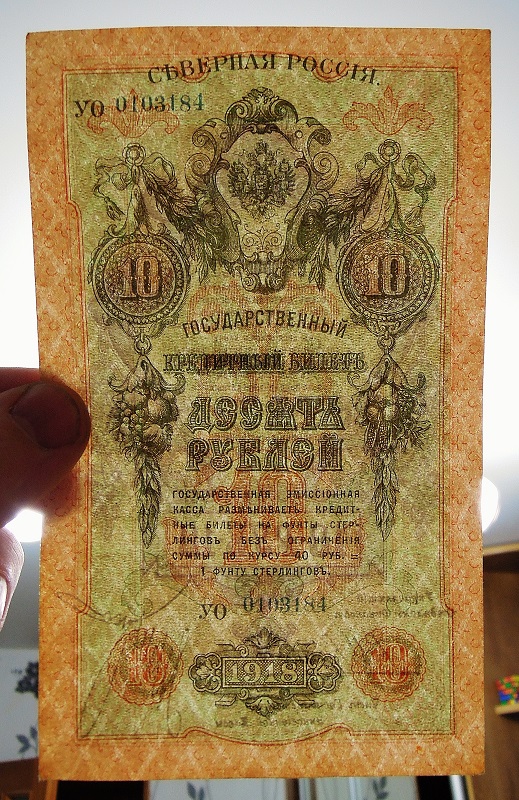 СѢВЕРНАЯ РОССІЯ.
УО 0103184
10 10
ГОСУДАРСТВЕННЫЙ
КРЕДИТНЫЙ БИЛЕТЪ
ДЕСЯТЬ
РУБЛЕЙ
ГОСУДАРСТВЕННАЯ ЭМИССІОННАЯ
КАССА РАЗМѢНИВАЕТЪ КРЕДИТ-
НЫЕ БИЛЕТЫ НА ФУНТЫ СТЕР-
ЛИНГОВЪ БЕЗЪ ОГРАНИЧЕНІЯ
СУММЫ ПО КУРСУ—40 РУБ. =
1 ФУНТУ СТЕРЛИНГОВЪ.
УО 0103184
10 1918 10